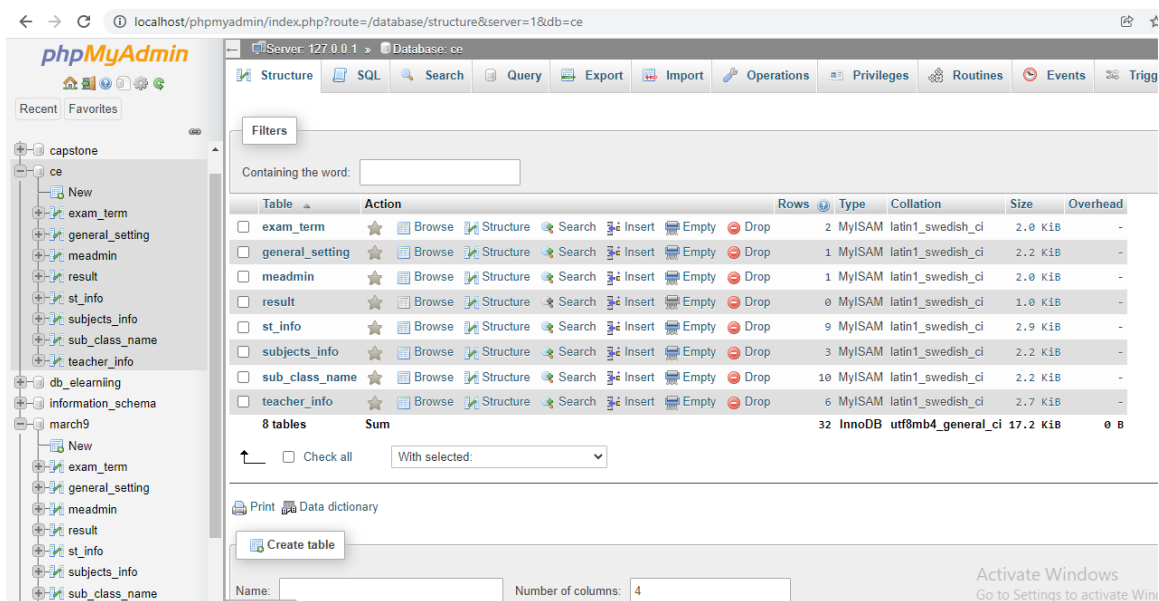 localhost/phpmyadmin/index.php?route=/database/structure&server=1&db=ce
phpMyAdmin
Recent Favorites
capstone
ce
New
exam_term
general_setting
meadmin
result
st_info
subjects_info
sub_class_name
teacher_info
db_elearniing
information_schema
march9
New
exam_term
general_setting
meadmin
result
st_info
subjects_info
sub_class_name
Server: 127.0.0.1 » Database: ce
Structure SQL Search Query Export Import Operations Privileges Routines Events Trigg
Filters
Containing the word:
Table Action Rows Type Collation Size Overhead
exam_term Browse Structure Search Insert Empty Drop 2 MyISAM latin1_swedish_ci 2.0 KiB -
general_setting Browse Structure Search Insert Empty Drop 1 MyISAM latin1_swedish_ci 2.2 KiB -
meadmin Browse Structure Search Insert Empty Drop 1 MyISAM latin1_swedish_ci 2.0 KiB -
result Browse Structure Search Insert Empty Drop 0 MyISAM latin1_swedish_ci 1.0 KiB -
st_info Browse Structure Search Insert Empty Drop 9 MyISAM latin1_swedish_ci 2.9 KiB -
subjects_info Browse Structure Search Insert Empty Drop 3 MyISAM latin1_swedish_ci 2.2 KiB -
sub_class_name Browse Structure Search Insert Empty Drop 10 MyISAM latin1_swedish_ci 2.2 KiB -
teacher_info Browse Structure Search Insert Empty Drop 6 MyISAM latin1_swedish_ci 2.7 KiB -
8 tables Sum 32 InnoDB utf8mb4_general_ci 17.2 KiB 0 B
Check all With selected:
Print Data dictionary
Create table
Name: Number of columns: 4
Activate Windows
Go to Settings to activate Win